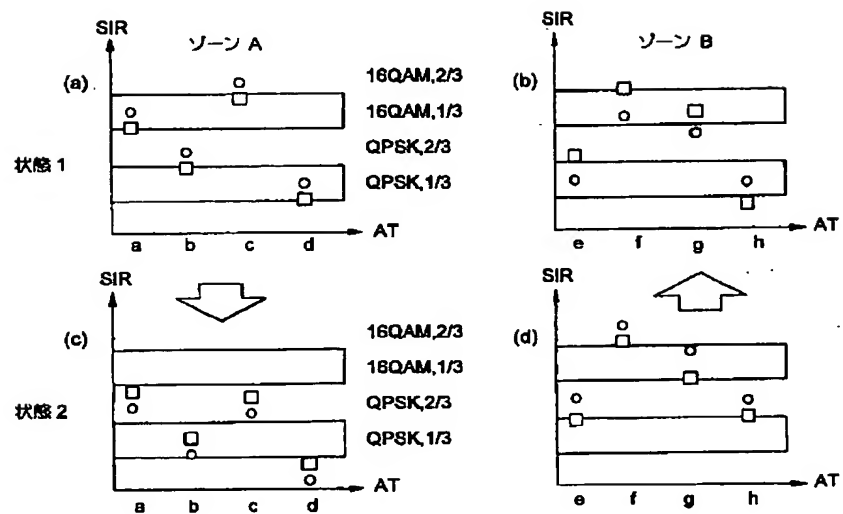 SIR
ゾーン A
(a)
16QAM,2/3
16QAM,1/3
QPSK,2/3
QPSK,1/3
状態 1
AT
a b c d
SIR
ゾーン B
(b)
AT
e f g h
SIR
(c)
16QAM,2/3
16QAM,1/3
QPSK,2/3
QPSK,1/3
状態 2
AT
a b c d
SIR
(d)
AT
e f g h